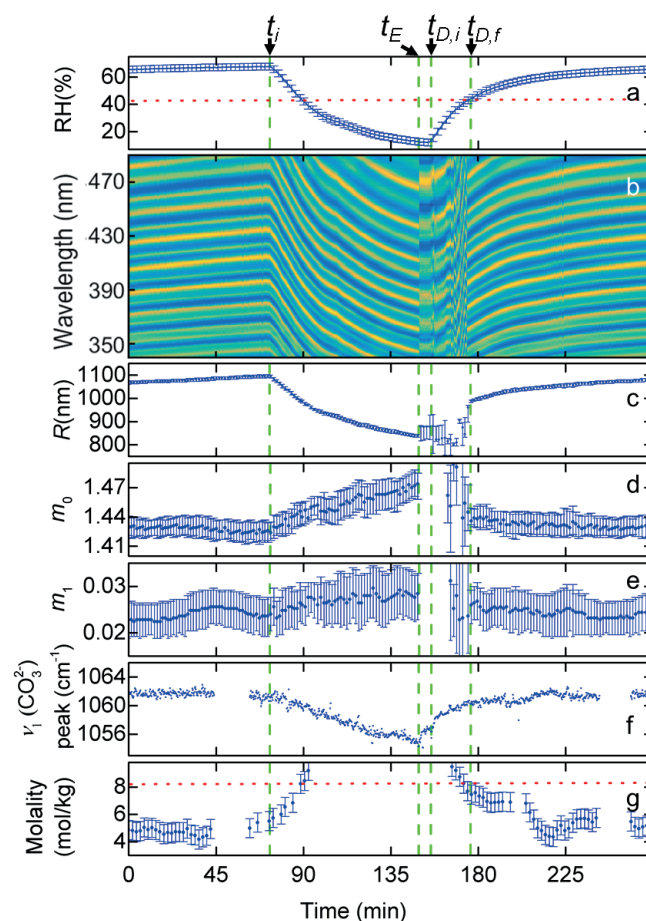 t_i t_E t_{D,i} t_{D,f}
60
40
20
RH(%)
a
470
430
390
350
Wavelength (nm)
b
1100
1000
900
800
R(nm)
c
1.47
1.44
1.41
m_0
d
0.03
0.02
m_1
e
1064
1060
1056
ν_1 (CO_3^{2-})
peak (cm^{-1})
f
8
6
4
Molality
(mol/kg)
g
0 45 90 135 180 225
Time (min)